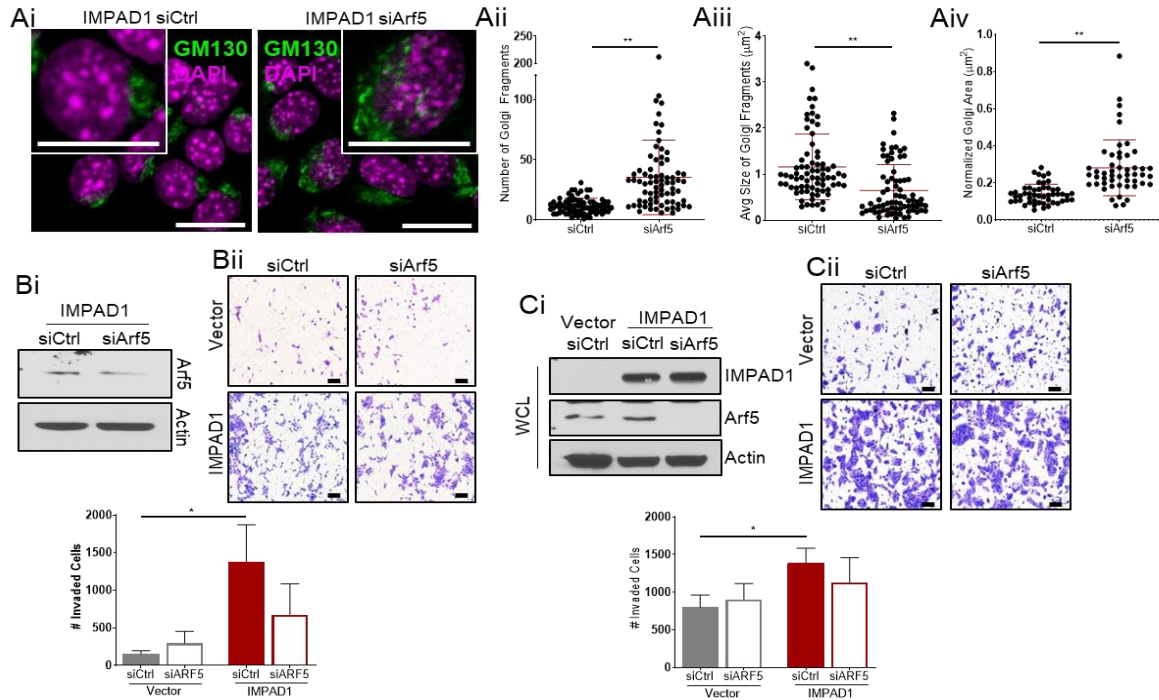 Ai
IMPAD1 siCtrl
IMPAD1 siArf5
GM130
DAPI
GM130
DAPI
Aii
**
Number of Golgi Fragments
250
200
150
100
50
0
siCtrl
siArf5
Aiii
**
Avg Size of Golgi Fragments (μm²)
4
3
2
1
0
siCtrl
siArf5
Aiv
**
Normalized Golgi Area (μm²)
1.0
0.8
0.6
0.4
0.2
0.0
siCtrl
siArf5
Bi
IMPAD1
siCtrl siArf5
Arf5
Actin
Bii
siCtrl
siArf5
Vector
IMPAD1
*
# Invaded Cells
2000
1500
1000
500
0
siCtrl siARF5 siCtrl siARF5
Vector IMPAD1
Ci
Vector IMPAD1
siCtrl siCtrl siArf5
WCL
IMPAD1
Arf5
Actin
Cii
siCtrl
siArf5
Vector
IMPAD1
*
# Invaded Cells
2000
1500
1000
500
0
siCtrl siARF5 siCtrl siARF5
Vector IMPAD1